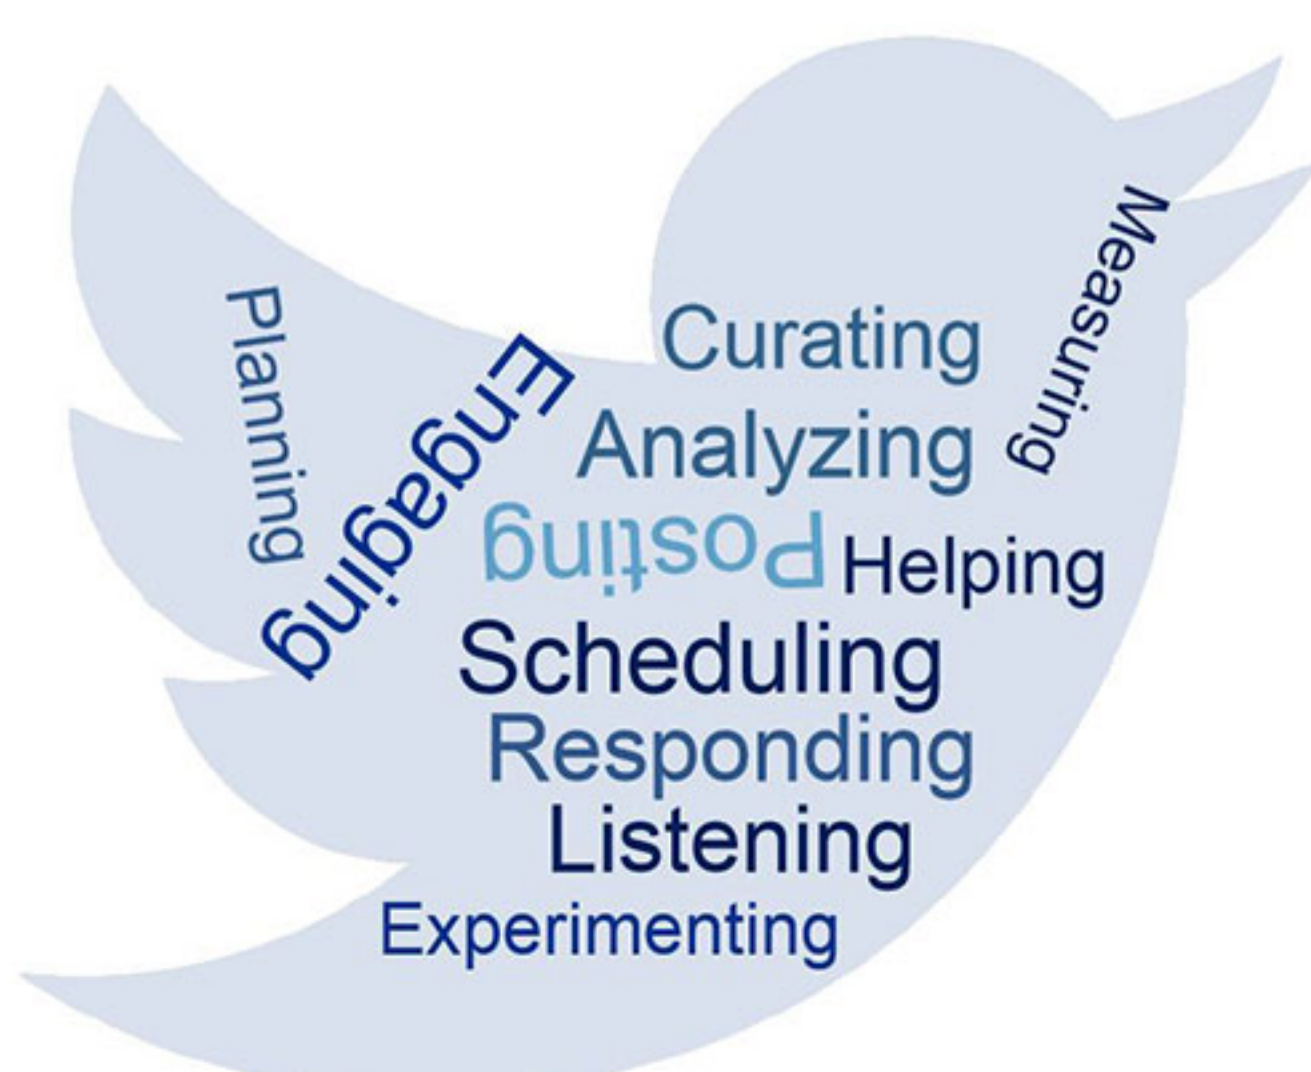 Planning
Engaging
Curating
Measuring
Analyzing
Posting
Helping
Scheduling
Responding
Listening
Experimenting